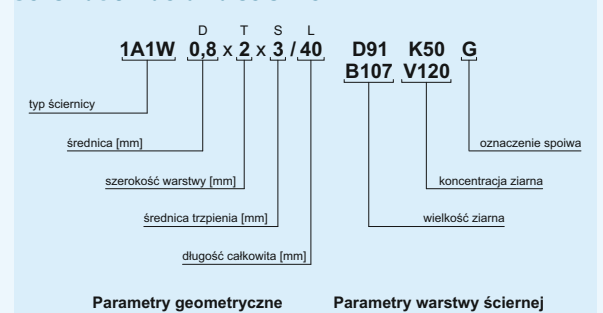 D T S L
1A1W 0,8 x 2 x 3 / 40 D91 K50 G
B107 V120
typ ściernicy
średnica [mm]
oznaczenie spoiwa
szerokość warstwy [mm]
koncentracja ziarna
średnica trzpienia [mm]
wielkość ziarna
długość całkowita [mm]
Parametry geometryczne
Parametry warstwy ściernej